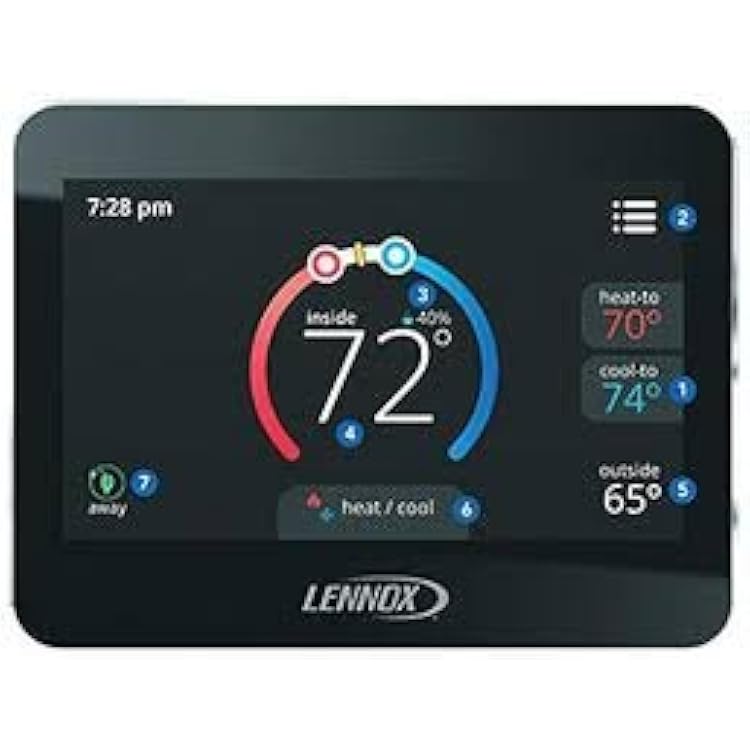 7:28 pm
2
3
inside
40%
72°
4
heat-to
70°
cool-to
74°
1
outside
65°
5
7
away
heat / cool
6
LENNOX